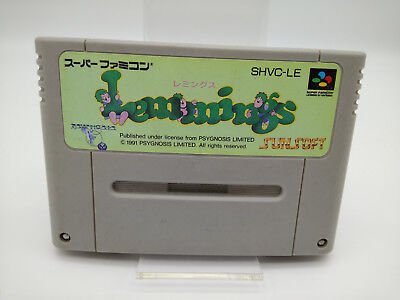 スーパーファミコン
SHVC-LE
レミングス
Lemmings
Published under license from PSYGNOSIS LIMITED
© 1991 PSYGNOSIS LIMITED. All rights reserved.
SUNSOFT